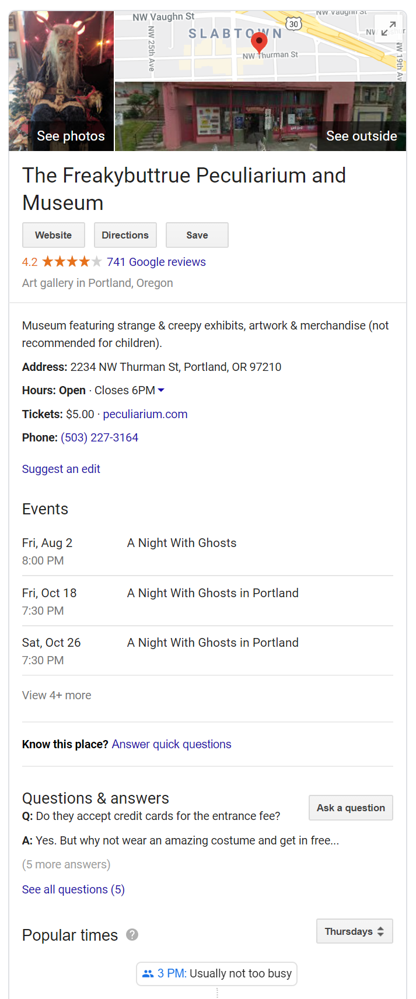 NW Vaughn St
NW Vaughn St
30
SLABTOWN
NW 25th Ave
NW Thurman St
NW 19th Av
NW
See photos
See outside
The Freakybuttrue Peculiarium and
Museum
Website
Directions
Save
4.2 ★★★★★ 741 Google reviews
Art gallery in Portland, Oregon
Museum featuring strange & creepy exhibits, artwork & merchandise (not
recommended for children).
Address: 2234 NW Thurman St, Portland, OR 97210
Hours: Open · Closes 6PM
Tickets: $5.00 · peculiarium.com
Phone: (503) 227-3164
Suggest an edit
Events
Fri, Aug 2 A Night With Ghosts
8:00 PM
Fri, Oct 18 A Night With Ghosts in Portland
7:30 PM
Sat, Oct 26 A Night With Ghosts in Portland
7:30 PM
View 4+ more
Know this place? Answer quick questions
Questions & answers
Ask a question
Q: Do they accept credit cards for the entrance fee?
A: Yes. But why not wear an amazing costume and get in free...
(5 more answers)
See all questions (5)
Popular times ?
Thursdays
3 PM: Usually not too busy